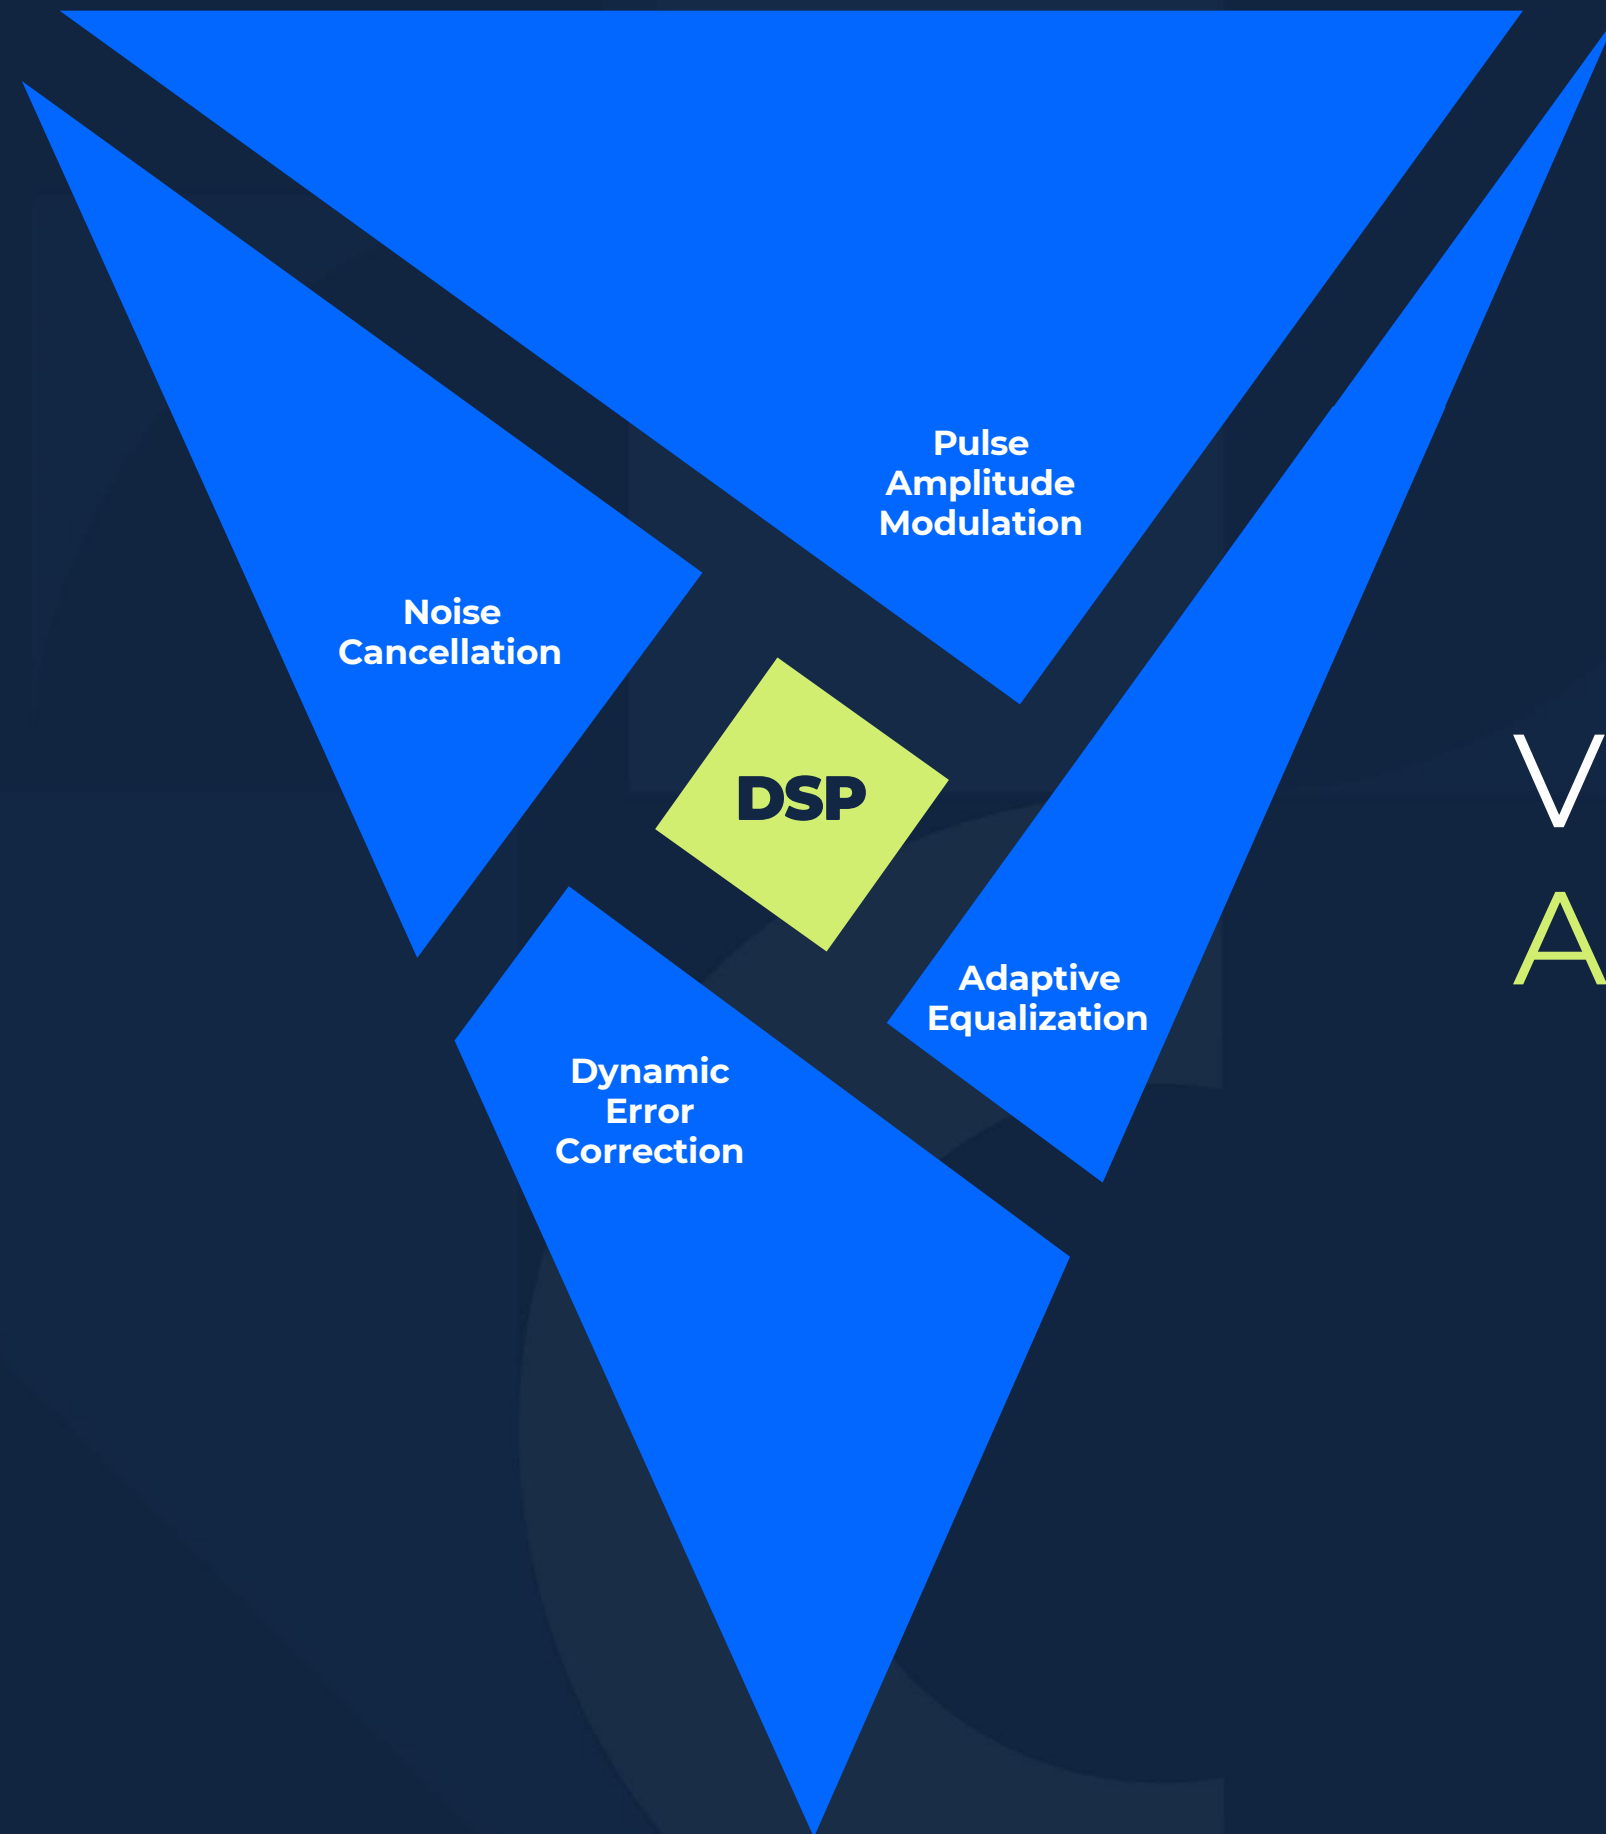 Pulse
Amplitude
Modulation
Noise
Cancellation
DSP
Adaptive
Equalization
Dynamic
Error
Correction
V
A